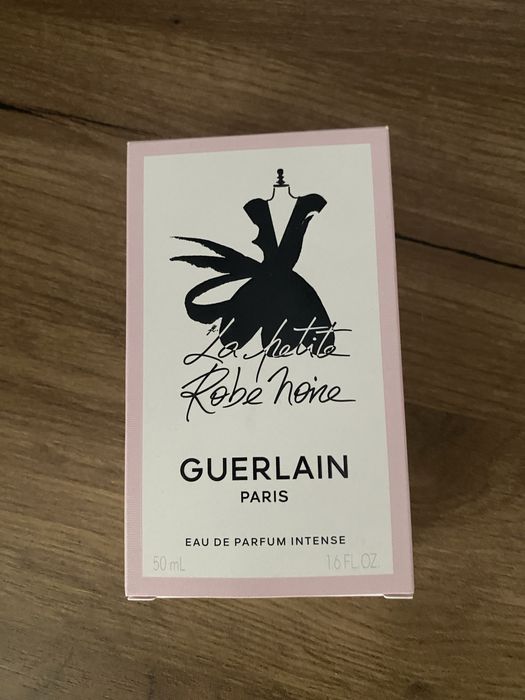 La petite
Robe Noire
GUERLAIN
PARIS
EAU DE PARFUM INTENSE
50 mL 1.6 FL. OZ.